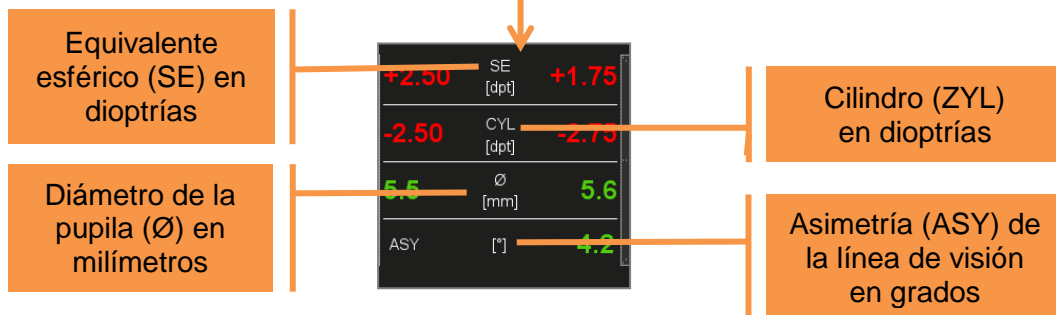 Equivalente
esférico (SE) en
dioptrías
Diámetro de la
pupila (Ø) en
milímetros
+2.50 SE +1.75
[dpt]
-2.50 CYL -2.75
[dpt]
5.5 Ø 5.6
[mm]
ASY [°] 4.2
Cilindro (ZYL)
en dioptrías
Asimetría (ASY) de
la línea de visión
en grados